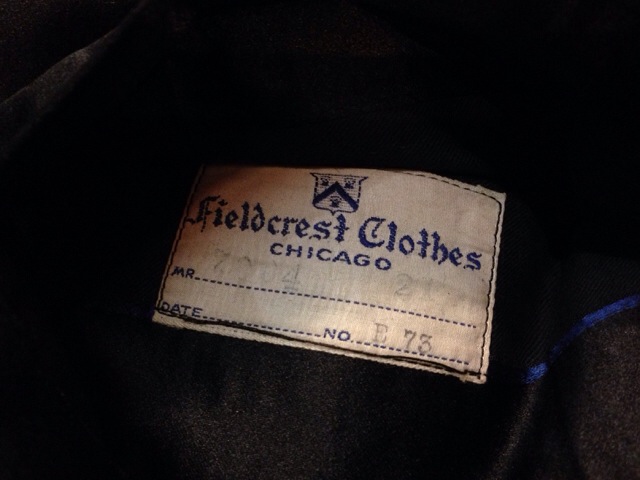 Fieldcrest Clothes
CHICAGO
MR.
DATE
NO. E 73